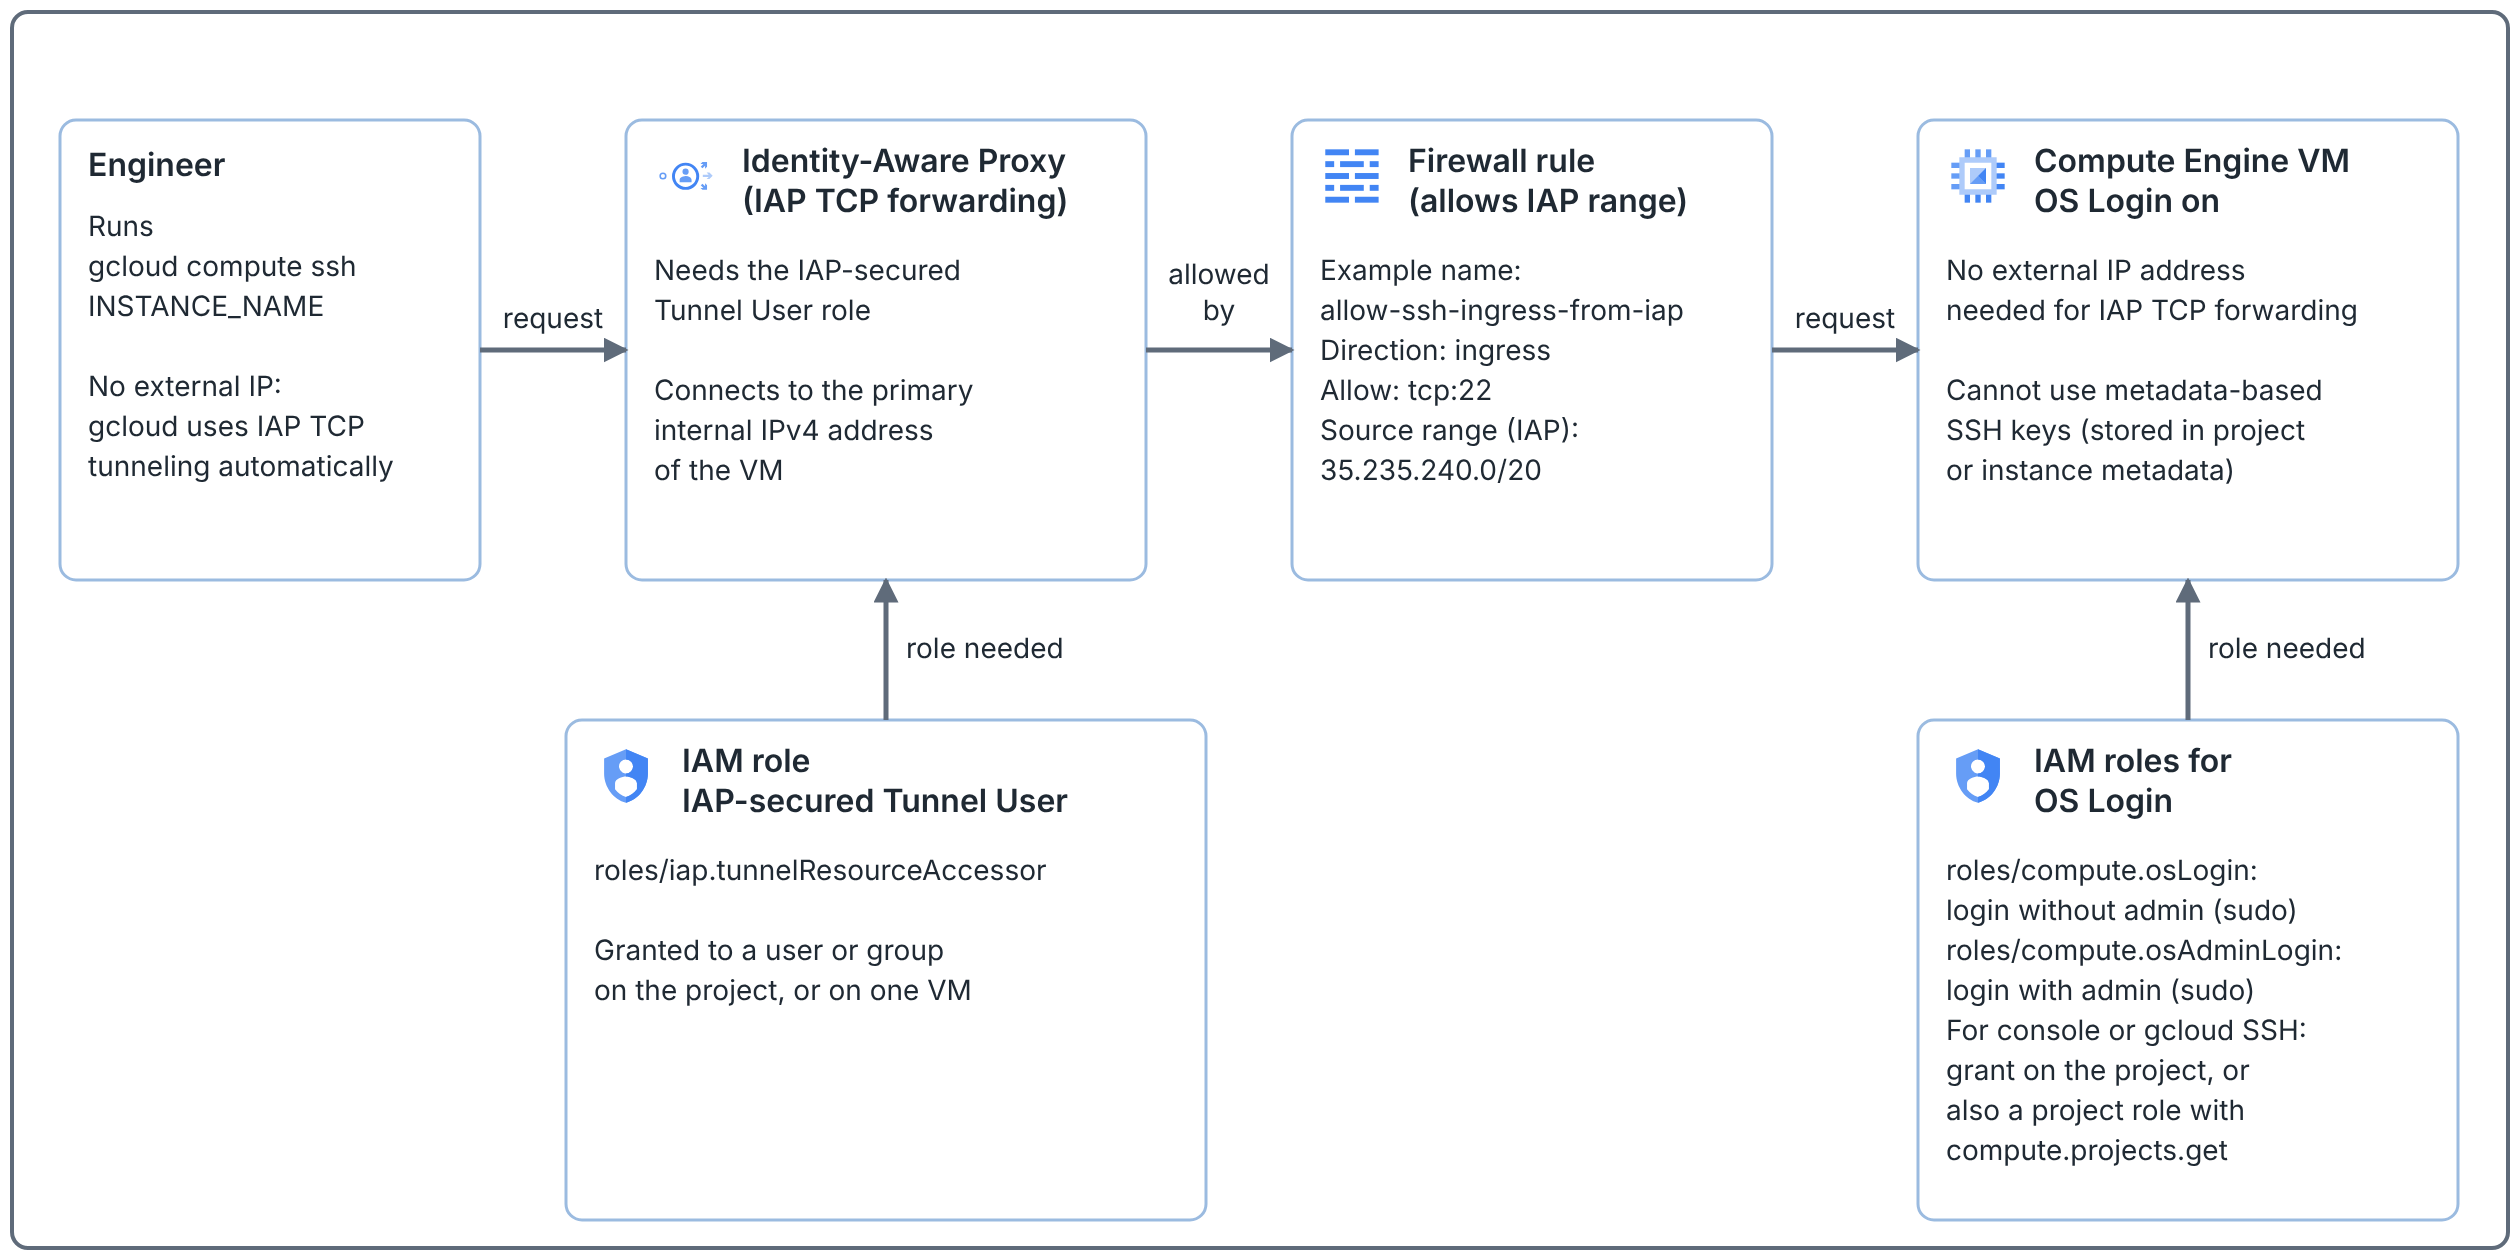 Engineer
Runs
gcloud compute ssh
INSTANCE_NAME
No external IP:
gcloud uses IAP TCP
tunneling automatically
request
Identity-Aware Proxy
(IAP TCP forwarding)
Needs the IAP-secured
Tunnel User role
Connects to the primary
internal IPv4 address
of the VM
allowed
by
Firewall rule
(allows IAP range)
Example name:
allow-ssh-ingress-from-iap
Direction: ingress
Allow: tcp:22
Source range (IAP):
35.235.240.0/20
request
Compute Engine VM
OS Login on
No external IP address
needed for IAP TCP forwarding
Cannot use metadata-based
SSH keys (stored in project
or instance metadata)
role needed
role needed
IAM role
IAP-secured Tunnel User
roles/iap.tunnelResourceAccessor
Granted to a user or group
on the project, or on one VM
IAM roles for
OS Login
roles/compute.osLogin:
login without admin (sudo)
roles/compute.osAdminLogin:
login with admin (sudo)
For console or gcloud SSH:
grant on the project, or
also a project role with
compute.projects.get